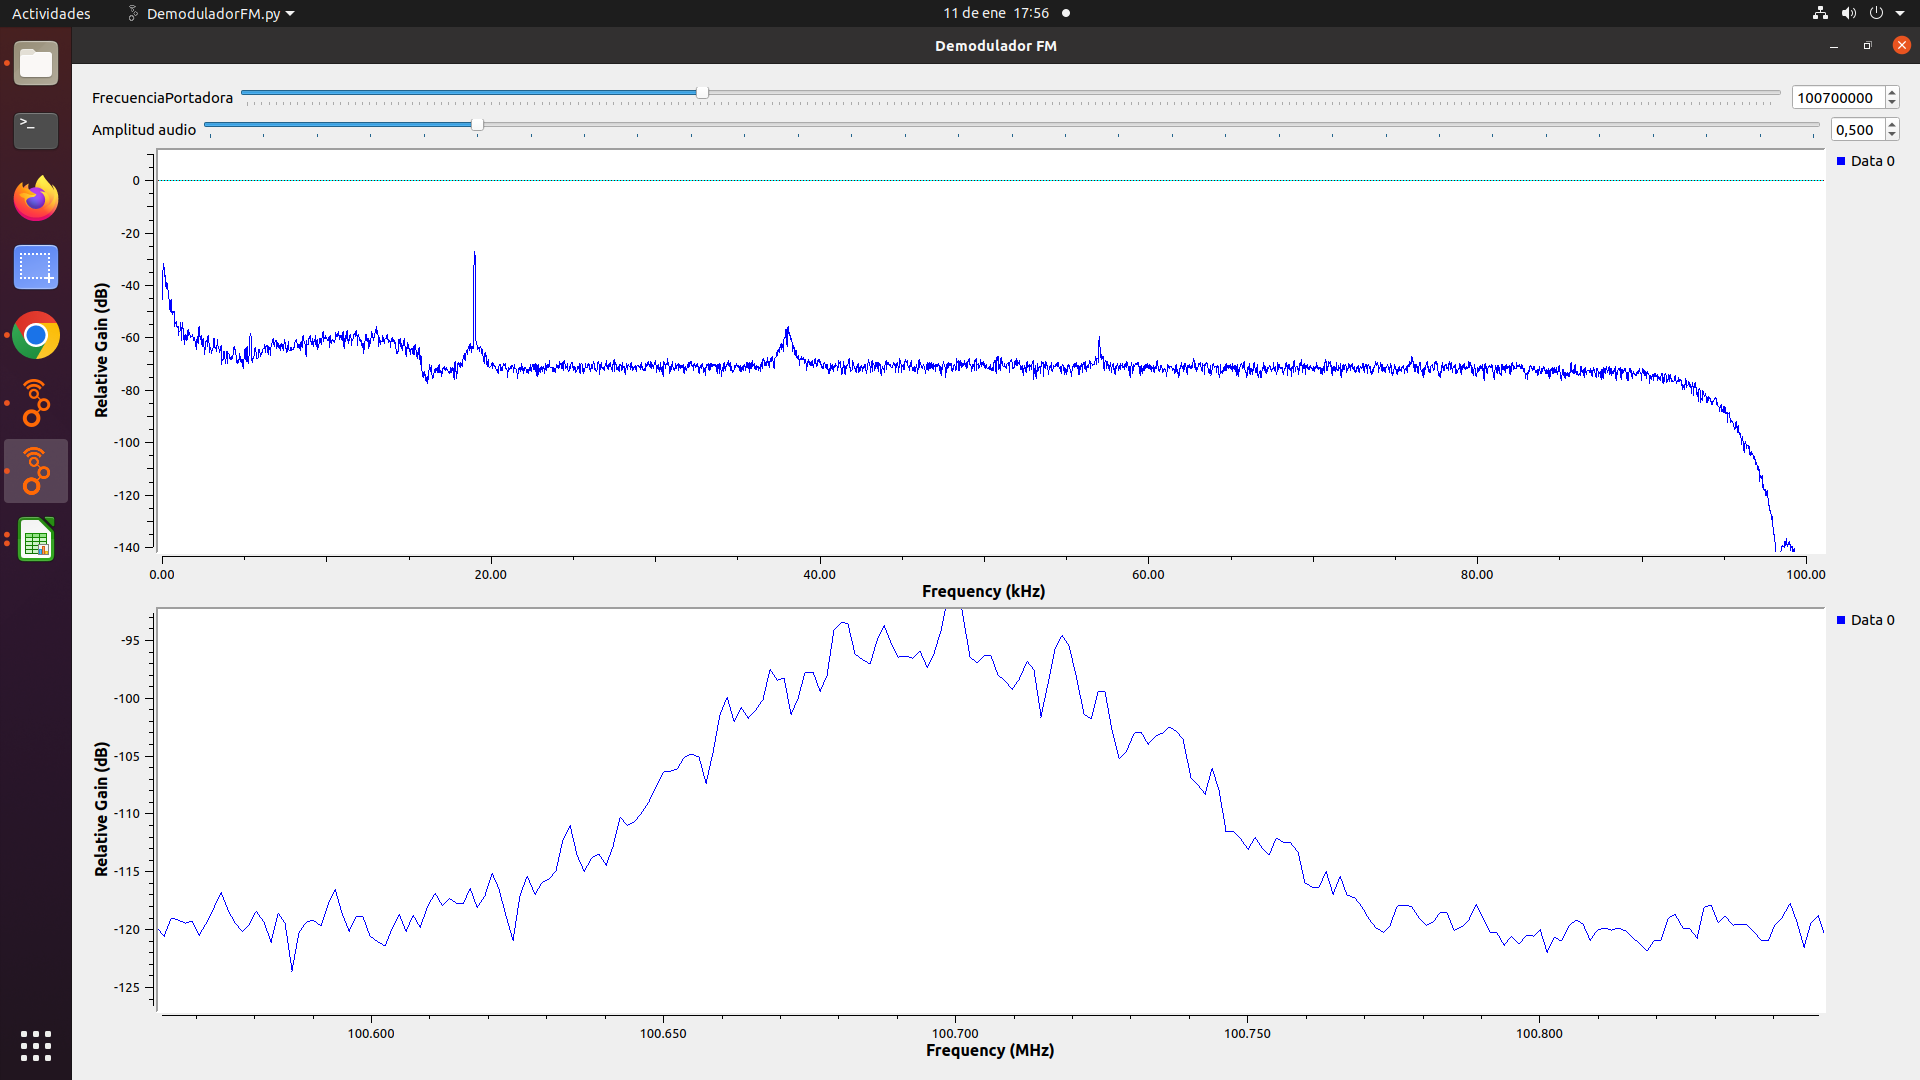 Actividades DemoduladorFM.py 11 de ene 17:56
Demodulador FM
FrecuenciaPortadora 100700000
Amplitud audio 0,500
Data 0
0
-20
-40
-60
-80
-100
-120
-140
Relative Gain (dB)
0.00 20.00 40.00 60.00 80.00 100.00
Frequency (kHz)
Data 0
-95
-100
-105
-110
-115
-120
-125
Relative Gain (dB)
100.600 100.650 100.700 100.750 100.800
Frequency (MHz)